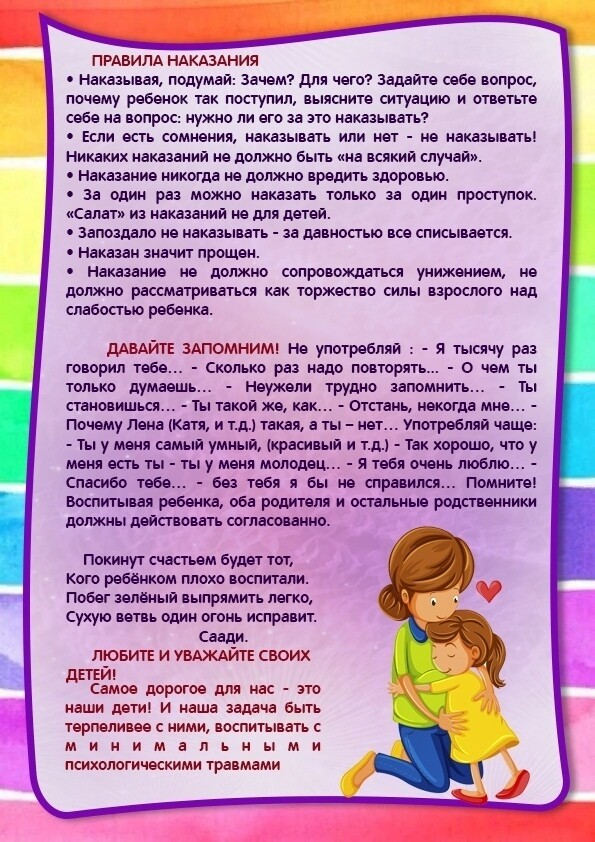 ПРАВИЛА НАКАЗАНИЯ
• Наказывая, подумай: Зачем? Для чего? Задайте себе вопрос,
почему ребенок так поступил, выясните ситуацию и ответьте
себе на вопрос: нужно ли его за это наказывать?
• Если есть сомнения, наказывать или нет - не наказывать!
Никаких наказаний не должно быть «на всякий случай».
• Наказание никогда не должно вредить здоровью.
• За один раз можно наказать только за один проступок.
«Салат» из наказаний не для детей.
• Запоздало не наказывать - за давностью все списывается.
• Наказан значит прощен.
• Наказание не должно сопровождаться унижением, не
должно рассматриваться как торжество силы взрослого над
слабостью ребенка.
ДАВАЙТЕ ЗАПОМНИМ! Не употребляй : - Я тысячу раз
говорил тебе… - Сколько раз надо повторять... - О чем ты
только думаешь… - Неужели трудно запомнить… - Ты
становишься… - Ты такой же, как… - Отстань, некогда мне… -
Почему Лена (Катя, и т.д.) такая, а ты – нет… Употребляй чаще:
- Ты у меня самый умный, (красивый и т.д.) - Так хорошо, что у
меня есть ты - ты у меня молодец… - Я тебя очень люблю… -
Спасибо тебе… - без тебя я бы не справился… Помните!
Воспитывая ребенка, оба родителя и остальные родственники
должны действовать согласованно.
Покинут счастьем будет тот,
Кого ребёнком плохо воспитали.
Побег зелёный выпрямить легко,
Сухую ветвь один огонь исправит.
Саади.
ЛЮБИТЕ И УВАЖАЙТЕ СВОИХ
ДЕТЕЙ!
Самое дорогое для нас - это
наши дети! И наша задача быть
терпеливее с ними, воспитывать с
минимальными
психологическими травмами